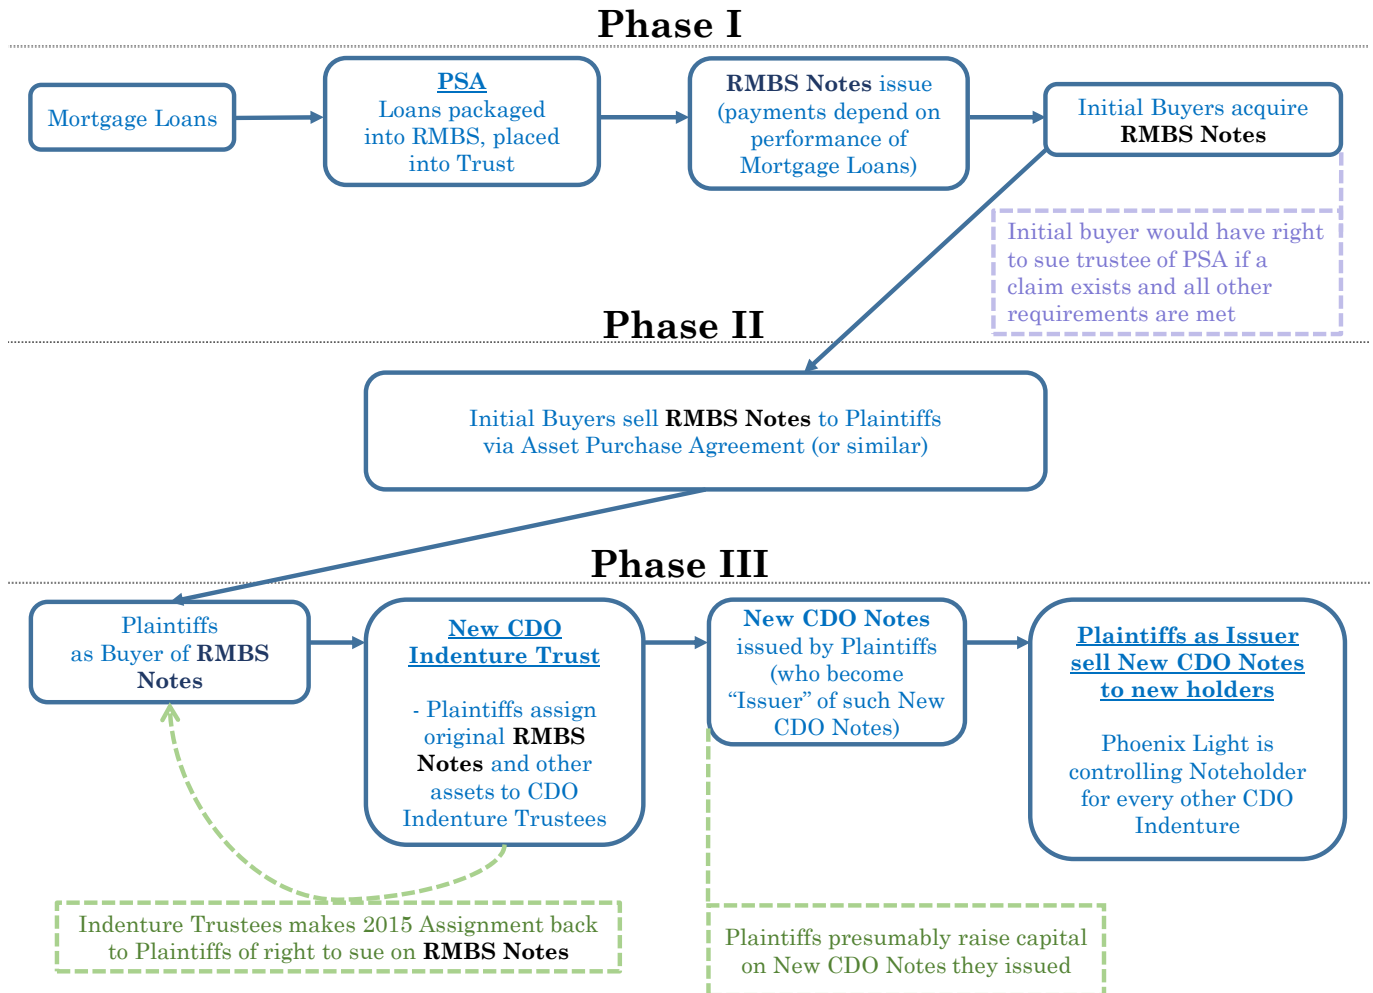 Phase I
Mortgage Loans
PSA
Loans packaged
into RMBS, placed
into Trust
RMBS Notes issue
(payments depend on
performance of
Mortgage Loans)
Initial Buyers acquire
RMBS Notes
Initial buyer would have right
to sue trustee of PSA if a
claim exists and all other
requirements are met
Phase II
Initial Buyers sell RMBS Notes to Plaintiffs
via Asset Purchase Agreement (or similar)
Phase III
Plaintiffs
as Buyer of RMBS
Notes
New CDO
Indenture Trust
- Plaintiffs assign
original RMBS
Notes and other
assets to CDO
Indenture Trustees
New CDO Notes
issued by Plaintiffs
(who become
“Issuer” of such New
CDO Notes)
Plaintiffs as Issuer
sell New CDO Notes
to new holders
Phoenix Light is
controlling Noteholder
for every other CDO
Indenture
Indenture Trustees makes 2015 Assignment back
to Plaintiffs of right to sue on RMBS Notes
Plaintiffs presumably raise capital
on New CDO Notes they issued